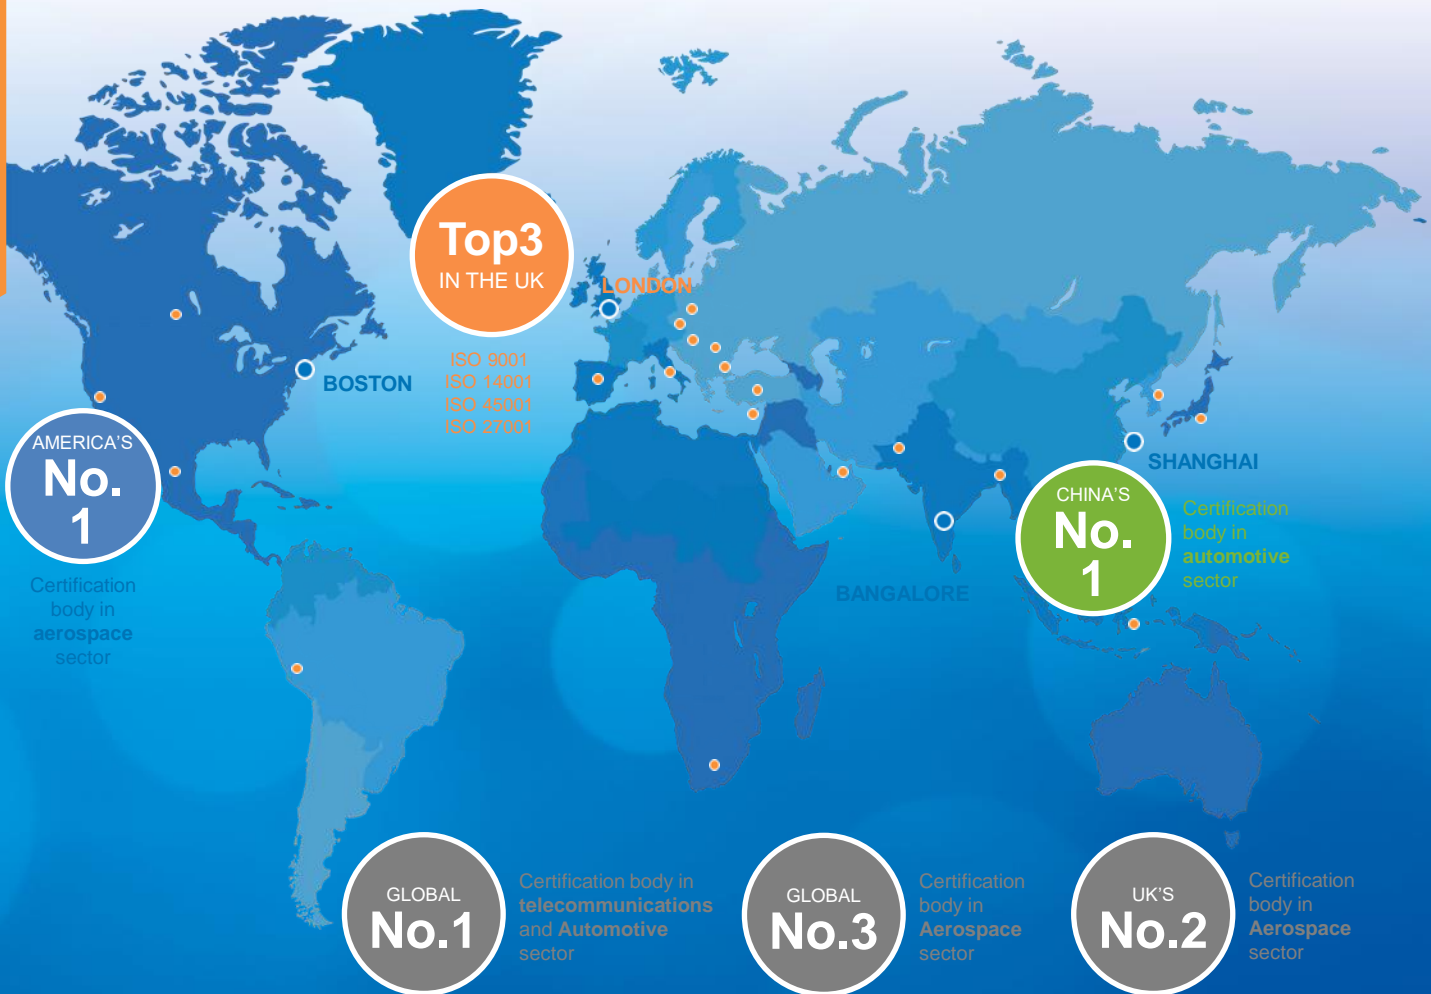 Top3
IN THE UK
LONDON
ISO 9001
ISO 14001
ISO 45001
ISO 27001
BOSTON
AMERICA'S
No.
1
Certification
body in
aerospace
sector
SHANGHAI
CHINA'S
No.
1
Certification
body in
automotive
sector
BANGALORE
GLOBAL
No.1
Certification body in
telecommunications
and Automotive
sector
GLOBAL
No.3
Certification
body in
Aerospace
sector
UK'S
No.2
Certification
body in
Aerospace
sector